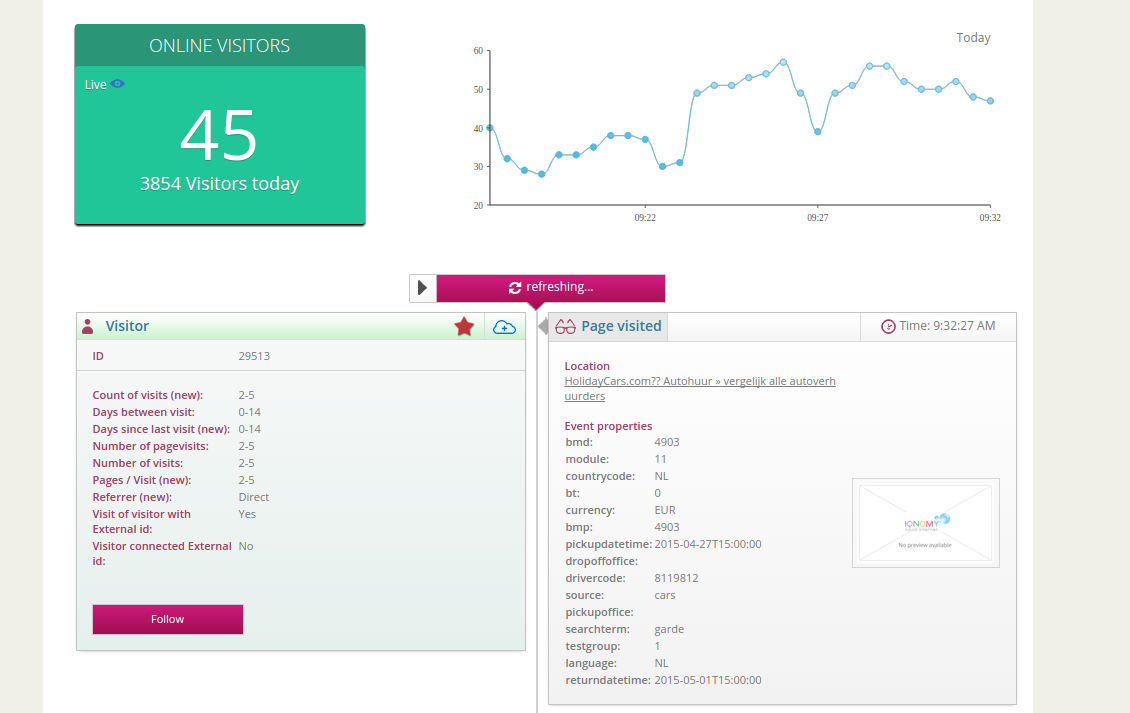 ONLINE VISITORS
Live
45
3854 Visitors today
Today
60
50
40
30
20
09:22
09:27
09:32
refreshing...
Visitor
ID 29513
Count of visits (new): 2-5
Days between visit: 0-14
Days since last visit (new): 0-14
Number of pagevisits: 2-5
Number of visits: 2-5
Pages / Visit (new): 2-5
Referrer (new): Direct
Visit of visitor with Yes
External id:
Visitor connected External No
id:
Follow
Page visited
Time: 9:32:27 AM
Location
HolidayCars.com?? Autohuur » vergelijk alle autoverh
uurders
Event properties
bmd: 4903
module: 11
countrycode: NL
bt: 0
currency: EUR
bmp: 4903
pickupdatetime: 2015-04-27T15:00:00
dropoffoffice:
drivercode: 8119812
source: cars
pickupoffice:
searchterm: garde
testgroup: 1
language: NL
returndatetime: 2015-05-01T15:00:00
IQNOMY
liquid internet
No preview available